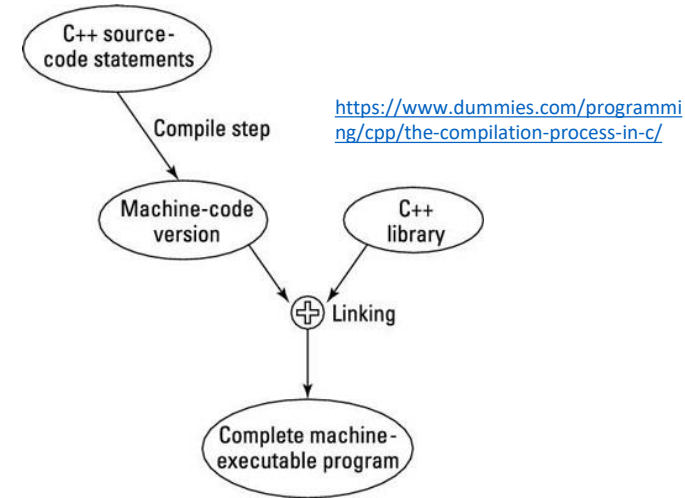 C++ source-
code statements
Compile step
https://www.dummies.com/programmi
ng/cpp/the-compilation-process-in-c/
Machine-code
version
C++
library
Linking
Complete machine-
executable program